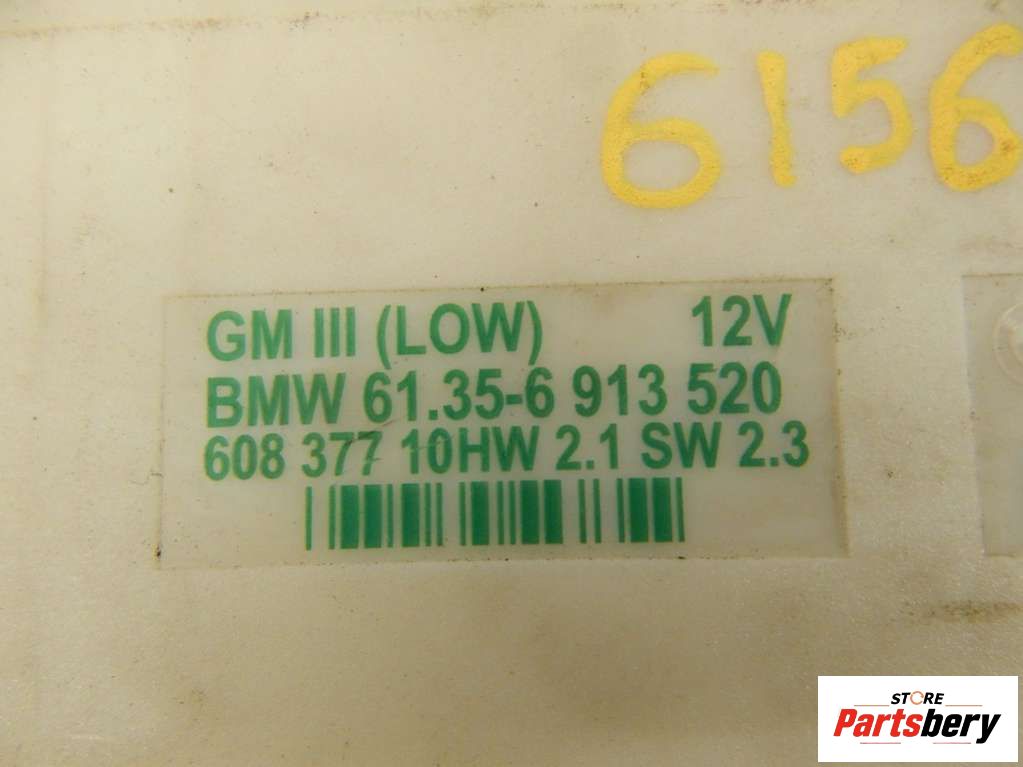 6156
GM III (LOW) 12V
BMW 61.35-6 913 520
608 377 10HW 2.1 SW 2.3
STORE
Partsbery